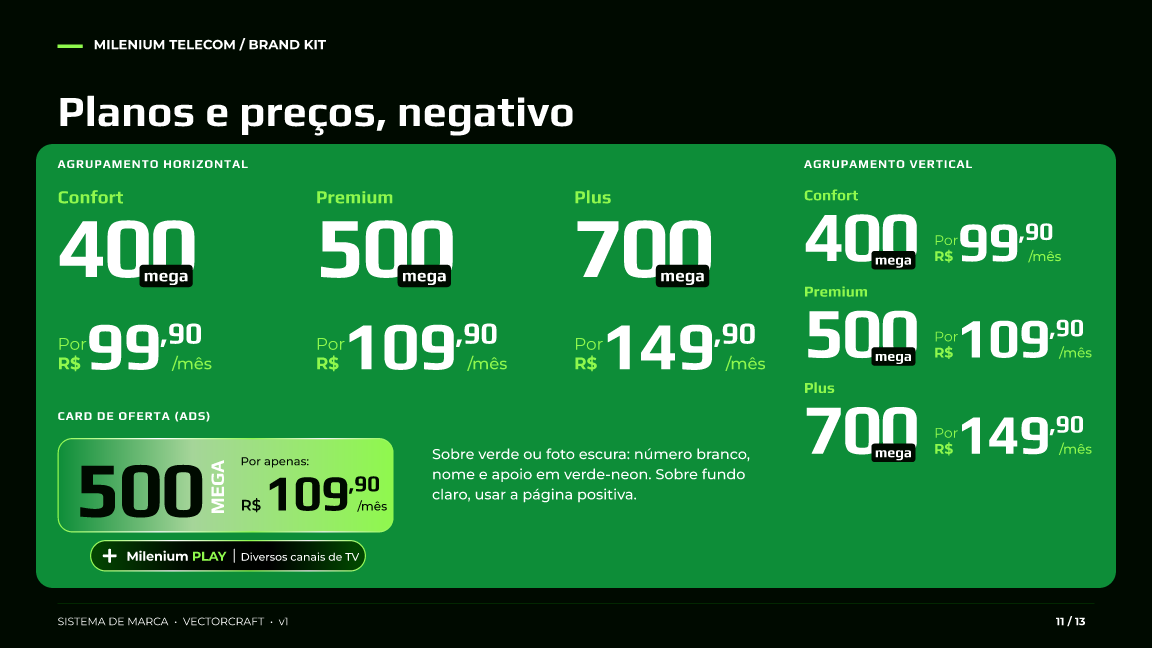 MILENIUM TELECOM / BRAND KIT
Planos e preços, negativo
AGRUPAMENTO HORIZONTAL
Confort
400
mega
Por
R$ 99,90 /mês
Premium
500
mega
Por
R$ 109,90 /mês
Plus
700
mega
Por
R$ 149,90 /mês
AGRUPAMENTO VERTICAL
Confort
400
mega
Por
R$ 99,90 /mês
Premium
500
mega
Por
R$ 109,90 /mês
Plus
700
mega
Por
R$ 149,90 /mês
CARD DE OFERTA (ADS)
500 MEGA
Por apenas:
R$ 109,90 /mês
+ Milenium PLAY | Diversos canais de TV
Sobre verde ou foto escura: número branco,
nome e apoio em verde-neon. Sobre fundo
claro, usar a página positiva.
SISTEMA DE MARCA • VECTORCRAFT • v1
11 / 13